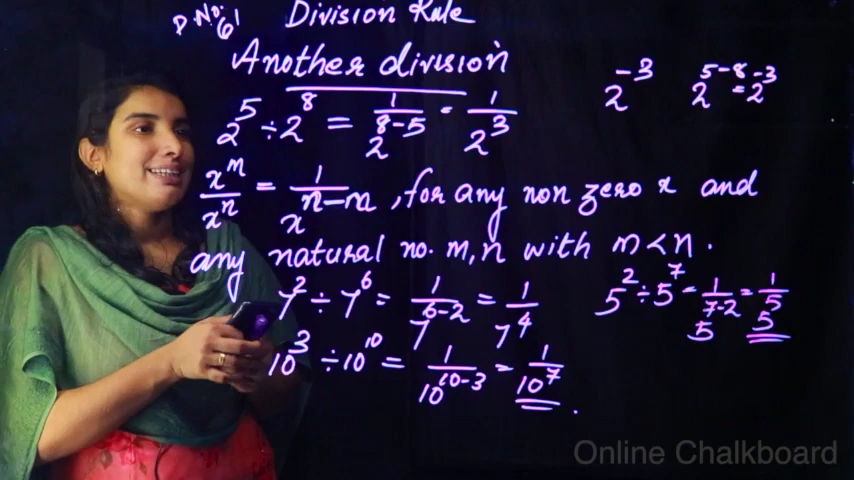 P.No: 61 Division Rule
Another division
2^5 ÷ 2^8 = 1/2^(8-5) = 1/2^3
2^-3 2^(5-8) = 2^-3
x^m/x^n = 1/x^(n-m), for any non zero x and
any natural no. m,n with m<n.
7^2 ÷ 7^6 = 1/7^(6-2) = 1/7^4
5^2 ÷ 5^7 = 1/5^(7-2) = 1/5^5
10^3 ÷ 10^10 = 1/10^(10-3) = 1/10^7.
Online Chalkboard